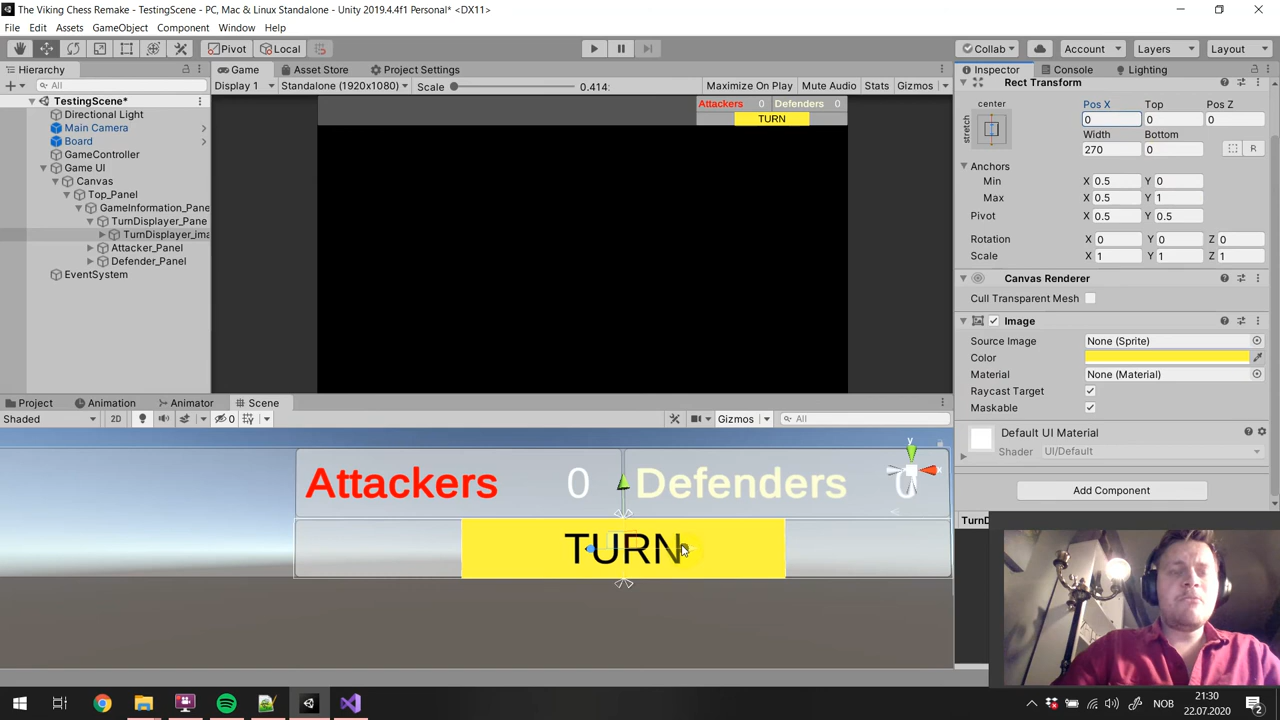 The Viking Chess Remake - TestingScene - PC, Mac & Linux Standalone - Unity 2019.4.4f1 Personal* <DX11>
File Edit Assets GameObject Component Window Help
Pivot Local Collab Account Layers Layout
Hierarchy
All
TestingScene*
Directional Light
Main Camera
Board
GameController
Game UI
Canvas
Top_Panel
GameInformation_Pane
TurnDisplayer_Pane
TurnDisplayer_ima
Attacker_Panel
Defender_Panel
EventSystem
Game Asset Store Project Settings
Display 1 Standalone (1920x1080) Scale 0.414: Maximize On Play Mute Audio Stats Gizmos
Attackers 0 Defenders 0
TURN
Project Animation Animator Scene
Shaded 2D 0 Gizmos All
y
Attackers 0 Defenders 0
TURN
Inspector Console Lighting
Rect Transform
center Pos X Top Pos Z
stretch 0 0 0
Width Bottom
270 0 R
Anchors
Min X 0.5 Y 0
Max X 0.5 Y 1
Pivot X 0.5 Y 0.5
Rotation X 0 Y 0 Z 0
Scale X 1 Y 1 Z 1
Canvas Renderer
Cull Transparent Mesh
Image
Source Image None (Sprite)
Color
Material None (Material)
Raycast Target
Maskable
Default UI Material
Shader UI/Default
Add Component
TurnD
NOB 21:30
22.07.2020 2